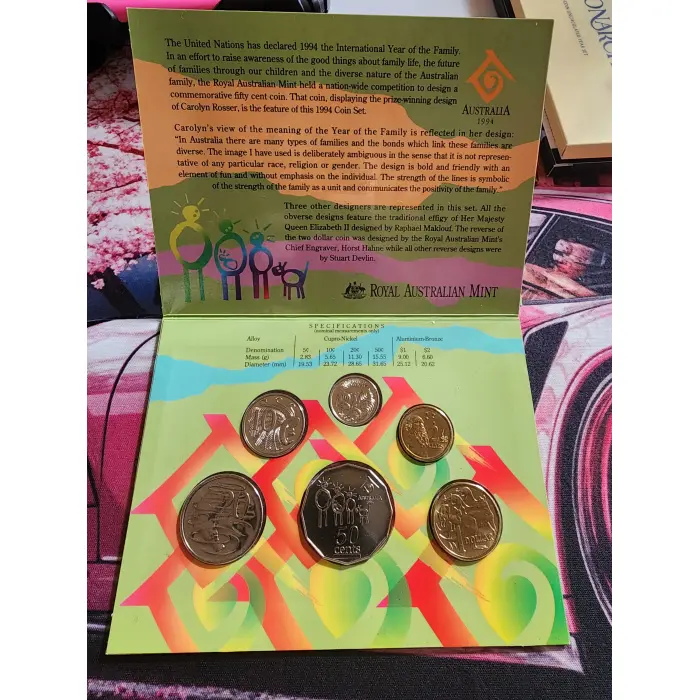 The United Nations has declared 1994 the International Year of the Family.
In an effort to raise awareness of the good things about family life, the future
of families through our children and the diverse nature of the Australian
family, the Royal Australian Mint held a nation-wide competition to design a
commemorative fifty cent coin. That coin, displaying the prize-winning design
of Carolyn Rosser, is the feature of this 1994 Coin Set.
AUSTRALIA
1994
Carolyn's view of the meaning of the Year of the Family is reflected in her design:
"In Australia there are many types of families and the bonds which link these families are
diverse. The image I have used is deliberately ambiguous in the sense that it is not represen-
tative of any particular race, religion or gender. The design is bold and friendly with an
element of fun and without emphasis on the individual. The strength of the lines is symbolic
of the strength of the family as a unit and communicates the positivity of the family."
Three other designers are represented in this set. All the
obverse designs feature the traditional effigy of Her Majesty
Queen Elizabeth II designed by Raphael Maklouf. The reverse of
the two dollar coin was designed by the Royal Australian Mint's
Chief Engraver, Horst Hahne while all other reverse designs were
by Stuart Devlin.
ROYAL AUSTRALIAN MINT
SPECIFICATIONS
(nominal measurements only)
Alloy Cupro-Nickel Aluminium-Bronze
Denomination 5¢ 10¢ 20¢ 50¢ $1 $2
Mass (g) 2.83 5.65 11.30 15.55 9.00 6.60
Diameter (mm) 19.53 23.72 28.65 31.65 25.12 20.62
10
50
cents